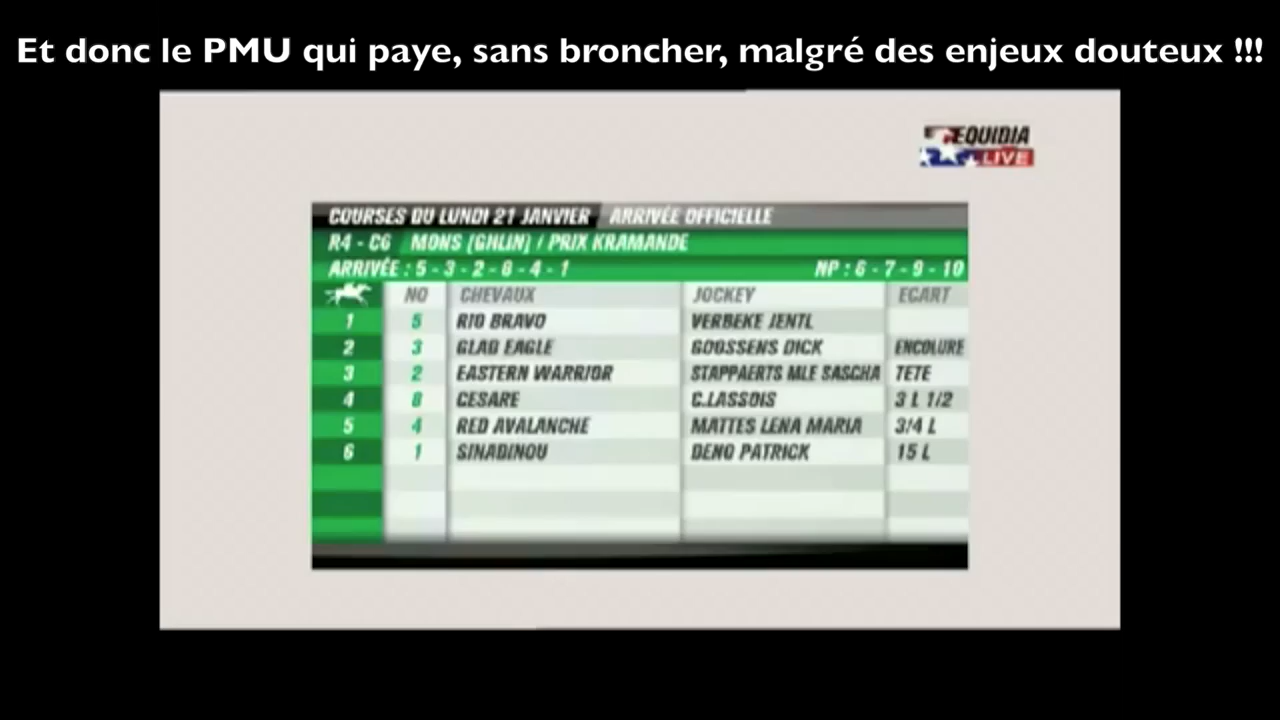 Et donc le PMU qui paye, sans broncher, malgré des enjeux douteux !!!
EQUIDIA
LIVE
COURSES DU LUNDI 21 JANVIER ARRIVÉE OFFICIELLE
R4 - C6 MONS (GHLIN) / PRIX KRAMANDE
ARRIVÉE : 5 - 3 - 2 - 8 - 4 - 1 NP : 6 - 7 - 9 - 10
NO CHEVAUX JOCKEY ECART
1 5 RIO BRAVO VERBEKE JENTL
2 3 GLAD EAGLE GOOSSENS DICK ENCOLURE
3 2 EASTERN WARRIOR STAPPAERTS MLE SASCHA TETE
4 8 CESARE C.LASSOIS 3 L 1/2
5 4 RED AVALANCHE MATTES LENA MARIA 3/4 L
6 1 SINADINOU DENO PATRICK 15 L